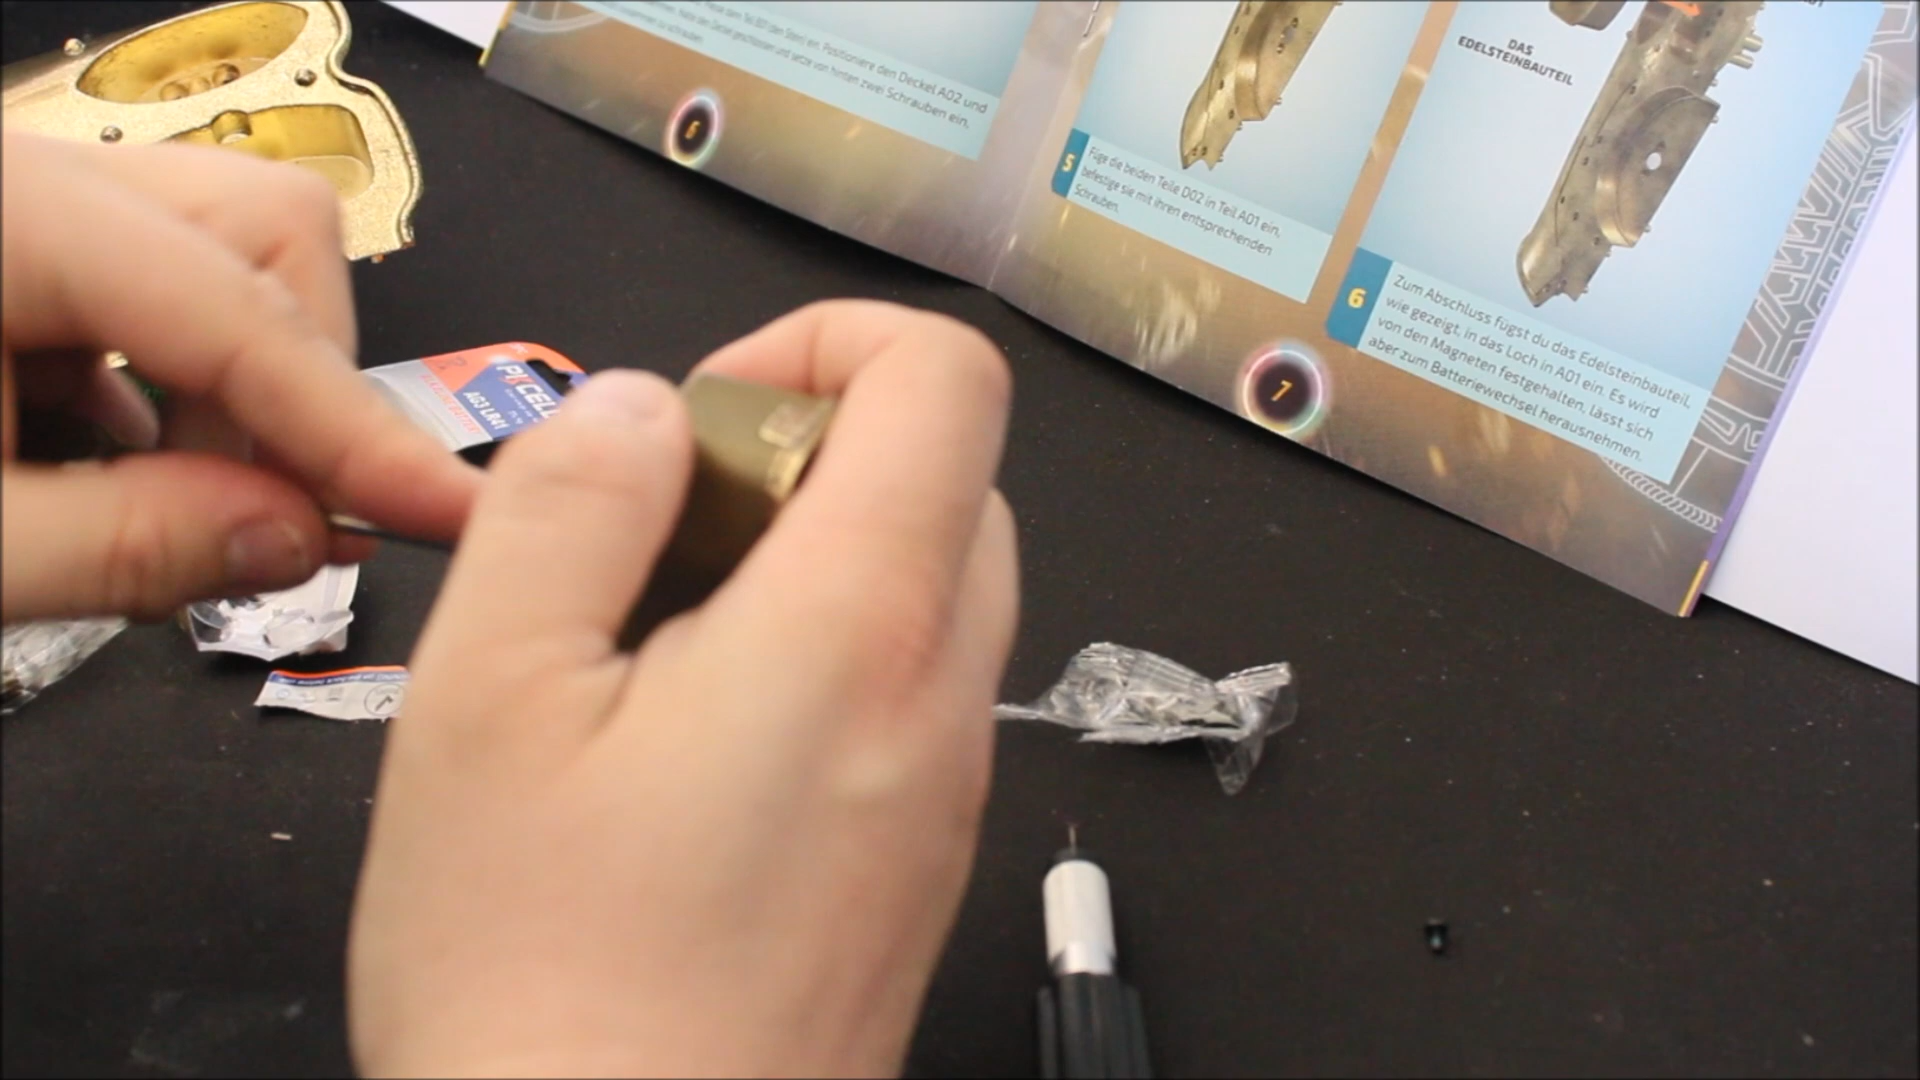 Platziere den Deckel A02 und
setze von hinten zwei Schrauben ein,
6
5
Füge die beiden Teile D02 in Teil A01 ein,
befestige sie mit ihren entsprechenden
Schrauben.
7
DAS
EDELSTEINBAUTEIL
6
Zum Abschluss fügst du das Edelsteinbauteil,
wie gezeigt, in das Loch in A01 ein. Es wird
von den Magneten festgehalten, lässt sich
aber zum Batteriewechsel herausnehmen.
PKCELL
AG3 LR41